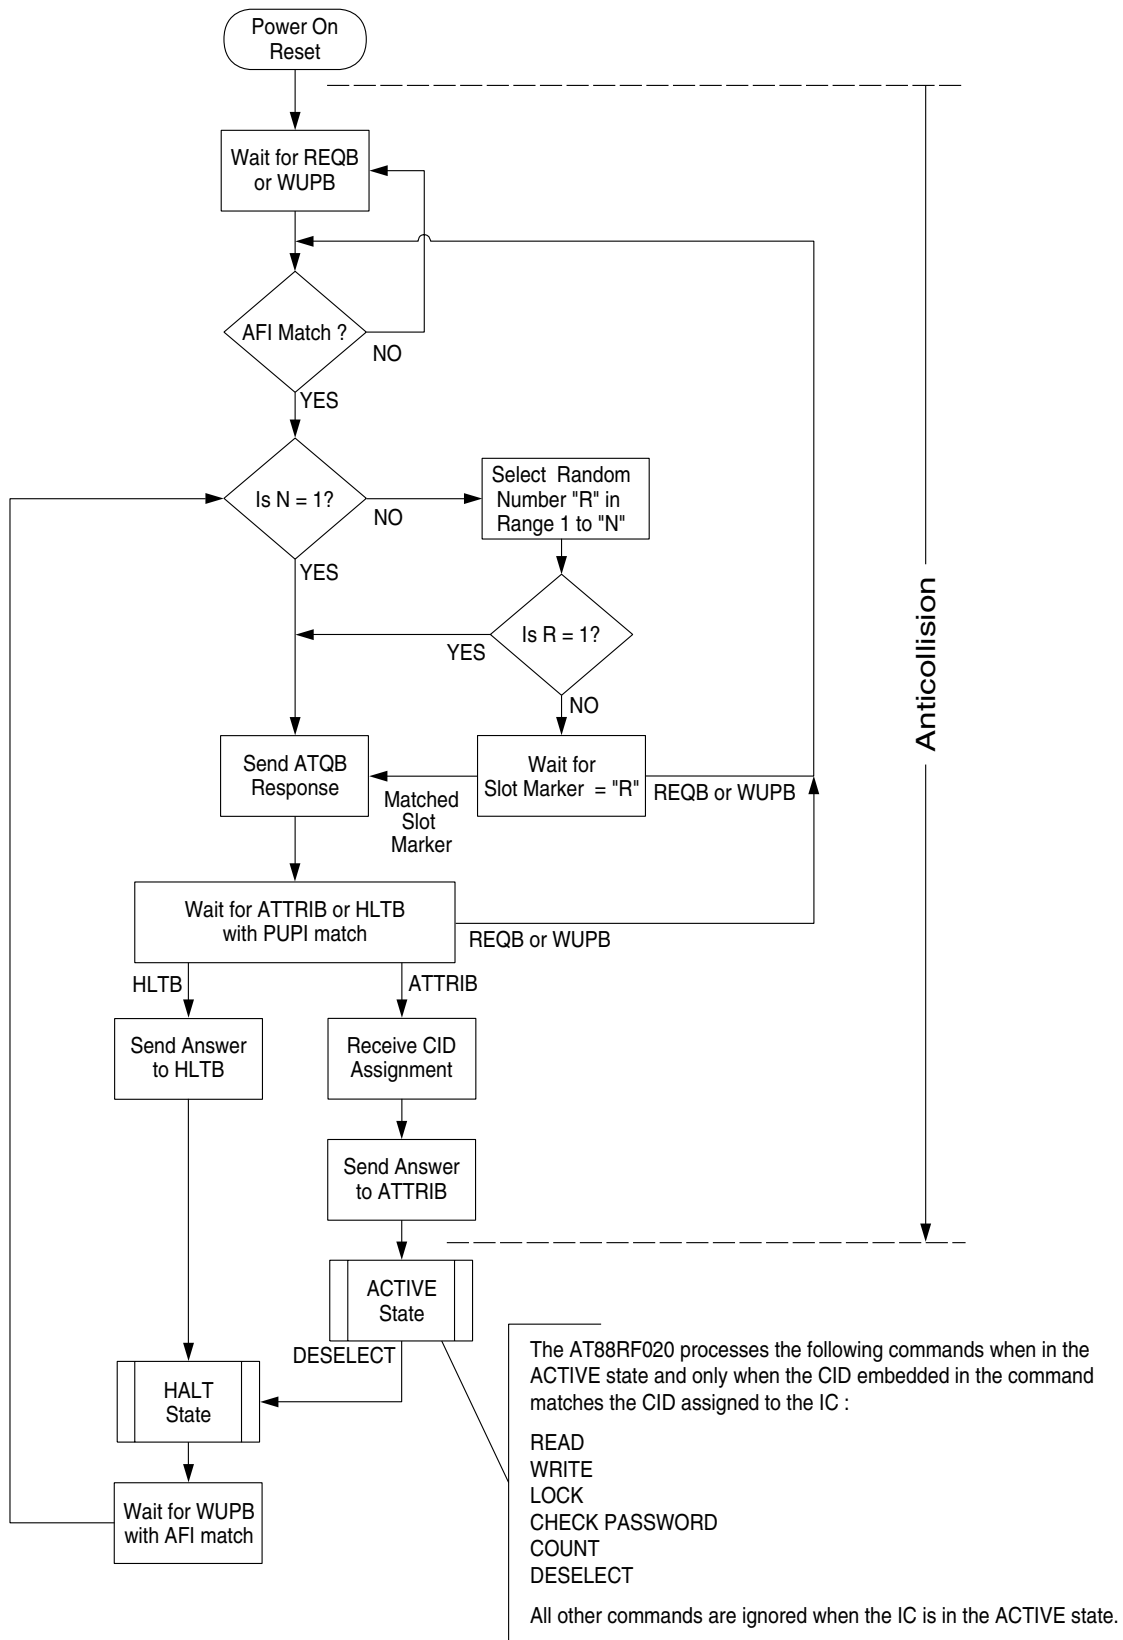 Power On
Reset
Wait for REQB
or WUPB
AFI Match ?
NO
YES
Is N = 1?
NO
YES
Select Random
Number "R" in
Range 1 to "N"
Is R = 1?
YES
NO
Send ATQB
Response
Matched
Slot
Marker
Wait for
Slot Marker = "R"
REQB or WUPB
Wait for ATTRIB or HLTB
with PUPI match
REQB or WUPB
HLTB
ATTRIB
Send Answer
to HLTB
Receive CID
Assignment
Send Answer
to ATTRIB
Anticollision
ACTIVE
State
DESELECT
HALT
State
Wait for WUPB
with AFI match
The AT88RF020 processes the following commands when in the
ACTIVE state and only when the CID embedded in the command
matches the CID assigned to the IC :
READ
WRITE
LOCK
CHECK PASSWORD
COUNT
DESELECT
All other commands are ignored when the IC is in the ACTIVE state.